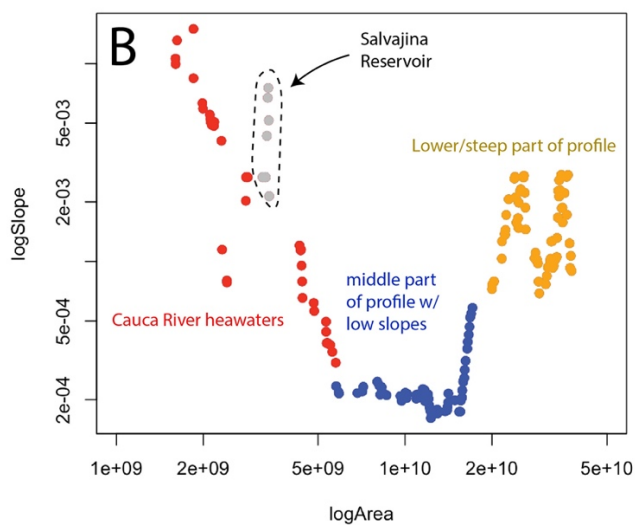 B
Salvajina
Reservoir
Lower/steep part of profile
middle part
of profile w/
low slopes
Cauca River heawaters
logSlope
5e-03
2e-03
5e-04
2e-04
1e+09
2e+09
5e+09
1e+10
2e+10
5e+10
logArea